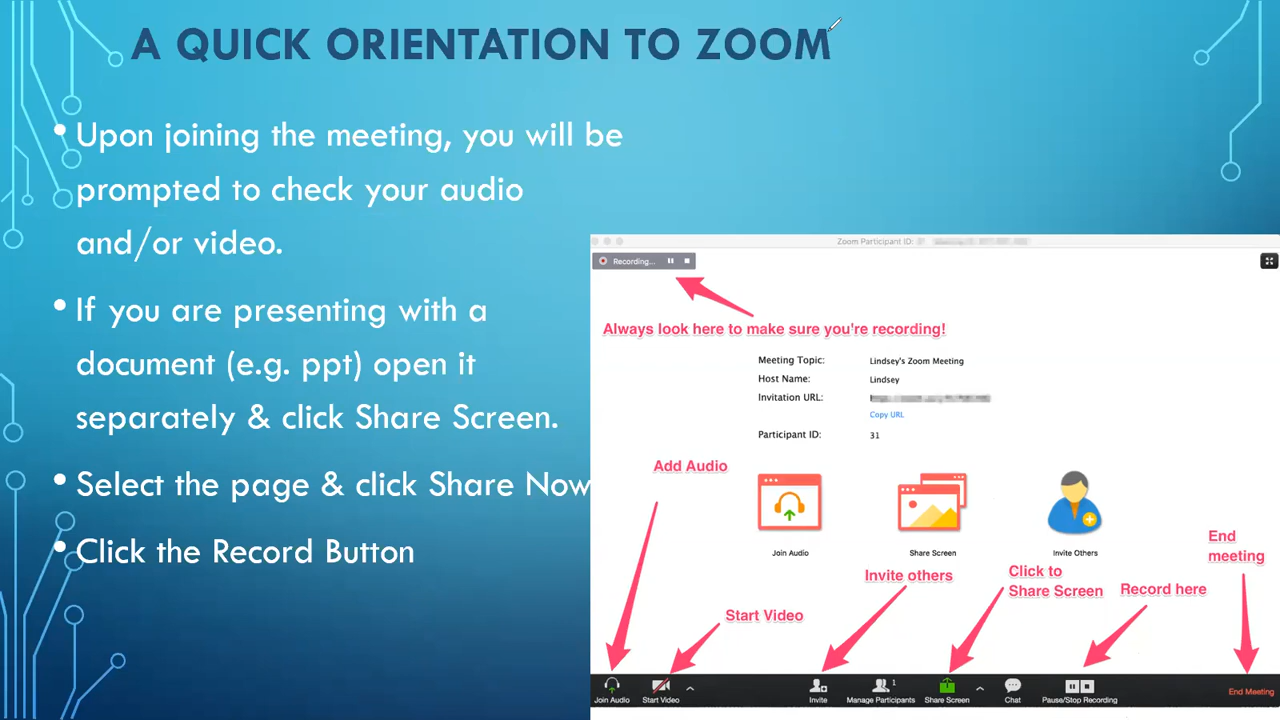 A QUICK ORIENTATION TO ZOOM
• Upon joining the meeting, you will be
prompted to check your audio
and/or video.
• If you are presenting with a
document (e.g. ppt) open it
separately & click Share Screen.
• Select the page & click Share Now
• Click the Record Button
Zoom Participant ID: 31
Recording...
Always look here to make sure you're recording!
Meeting Topic: Lindsey's Zoom Meeting
Host Name: Lindsey
Invitation URL:
Copy URL
Participant ID: 31
Add Audio
Join Audio
Share Screen
Invite Others
End
meeting
Invite others
Click to
Share Screen
Record here
Start Video
Join Audio
Start Video
Invite
1
Manage Participants
Share Screen
Chat
Pause/Stop Recording
End Meeting